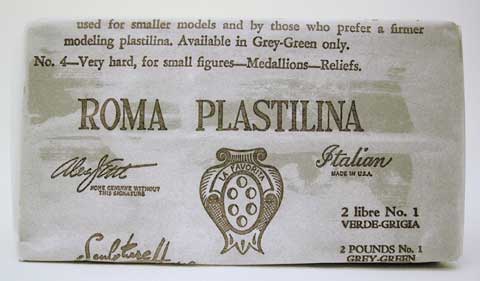 used for smaller models and by those who prefer a firmer
modeling plastilina. Available in Grey-Green only.
No. 4—Very hard, for small figures—Medallions—Reliefs.
ROMA PLASTILINA
NONE GENUINE WITHOUT
THIS SIGNATURE
LA FAVORITA
Italian
MADE IN U.S.A.
2 libre No. 1
VERDE-GRIGIA
2 POUNDS No. 1
GREY-GREEN